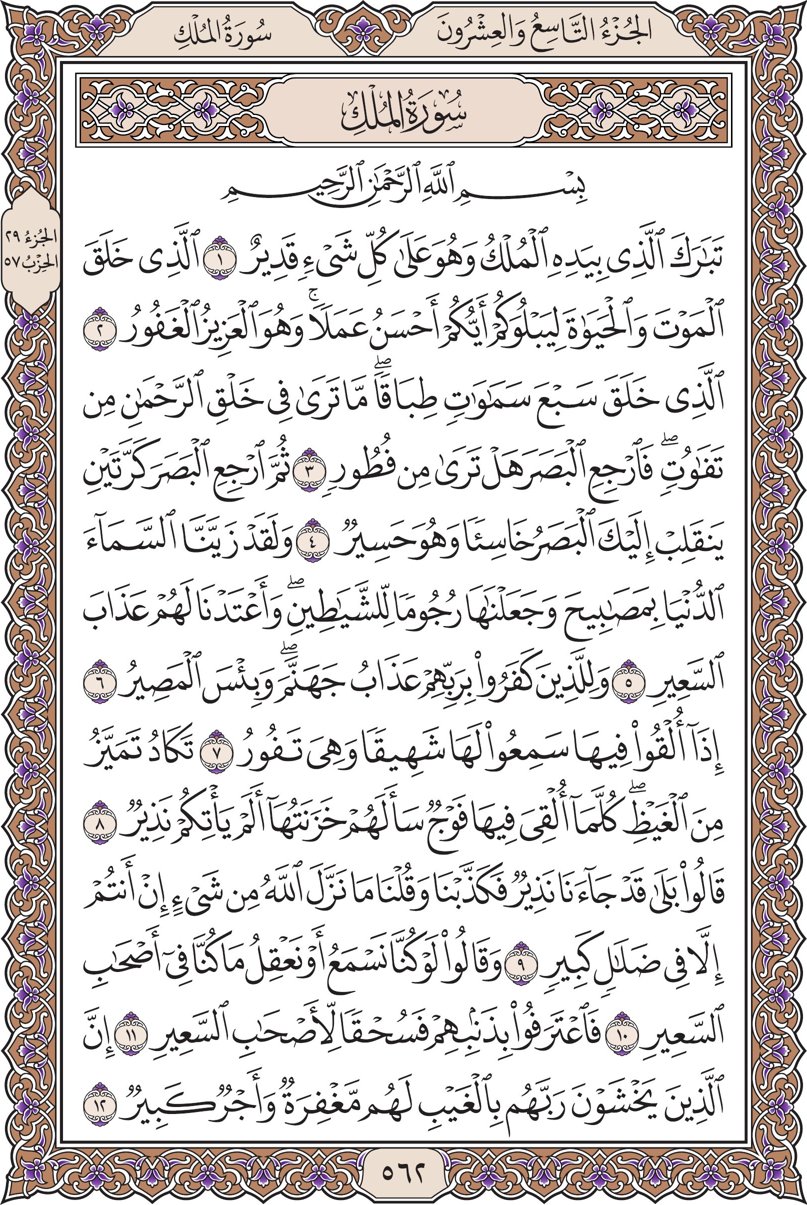 الجُزْءُ التَّاسِعُ وَالعِشْرُونَ
سُورَةُ المُلْكِ
سُورَةُ المُلْكِ
بِسْمِ ٱللَّهِ ٱلرَّحْمَٰنِ ٱلرَّحِيمِ
الجُزْءُ ٢٩
الحِزْبُ ٥٧
تَبَٰرَكَ ٱلَّذِى بِيَدِهِ ٱلْمُلْكُ وَهُوَ عَلَىٰ كُلِّ شَىْءٍ قَدِيرٌ ١ ٱلَّذِى خَلَقَ
ٱلْمَوْتَ وَٱلْحَيَوٰةَ لِيَبْلُوَكُمْ أَيُّكُمْ أَحْسَنُ عَمَلًا ۚ وَهُوَ ٱلْعَزِيزُ ٱلْغَفُورُ ٢
ٱلَّذِى خَلَقَ سَبْعَ سَمَٰوَٰتٍ طِبَاقًا ۖ مَّا تَرَىٰ فِى خَلْقِ ٱلرَّحْمَٰنِ مِن
تَفَٰوُتٍ ۖ فَٱرْجِعِ ٱلْبَصَرَ هَلْ تَرَىٰ مِن فُطُورٍ ٣ ثُمَّ ٱرْجِعِ ٱلْبَصَرَ كَرَّتَيْنِ
يَنقَلِبْ إِلَيْكَ ٱلْبَصَرُ خَاسِئًا وَهُوَ حَسِيرٌ ٤ وَلَقَدْ زَيَّنَّا ٱلسَّمَآءَ
ٱلدُّنْيَا بِمَصَٰبِيحَ وَجَعَلْنَٰهَا رُجُومًا لِّلشَّيَٰطِينِ ۖ وَأَعْتَدْنَا لَهُمْ عَذَابَ
ٱلسَّعِيرِ ٥ وَلِلَّذِينَ كَفَرُوا۟ بِرَبِّهِمْ عَذَابُ جَهَنَّمَ ۖ وَبِئْسَ ٱلْمَصِيرُ ٦
إِذَآ أُلْقُوا۟ فِيهَا سَمِعُوا۟ لَهَا شَهِيقًا وَهِىَ تَفُورُ ٧ تَكَادُ تَمَيَّزُ
مِنَ ٱلْغَيْظِ ۖ كُلَّمَآ أُلْقِىَ فِيهَا فَوْجٌ سَأَلَهُمْ خَزَنَتُهَآ أَلَمْ يَأْتِكُمْ نَذِيرٌ ٨
قَالُوا۟ بَلَىٰ قَدْ جَآءَنَا نَذِيرٌ فَكَذَّبْنَا وَقُلْنَا مَا نَزَّلَ ٱللَّهُ مِن شَىْءٍ إِنْ أَنتُمْ
إِلَّا فِى ضَلَٰلٍ كَبِيرٍ ٩ وَقَالُوا۟ لَوْ كُنَّا نَسْمَعُ أَوْ نَعْقِلُ مَا كُنَّا فِىٓ أَصْحَٰبِ
ٱلسَّعِيرِ ١٠ فَٱعْتَرَفُوا۟ بِذَنۢبِهِمْ فَسُحْقًا لِّأَصْحَٰبِ ٱلسَّعِيرِ ١١ إِنَّ
ٱلَّذِينَ يَخْشَوْنَ رَبَّهُم بِٱلْغَيْبِ لَهُم مَّغْفِرَةٌ وَأَجْرٌ كَبِيرٌ ١٢
٥٦٢